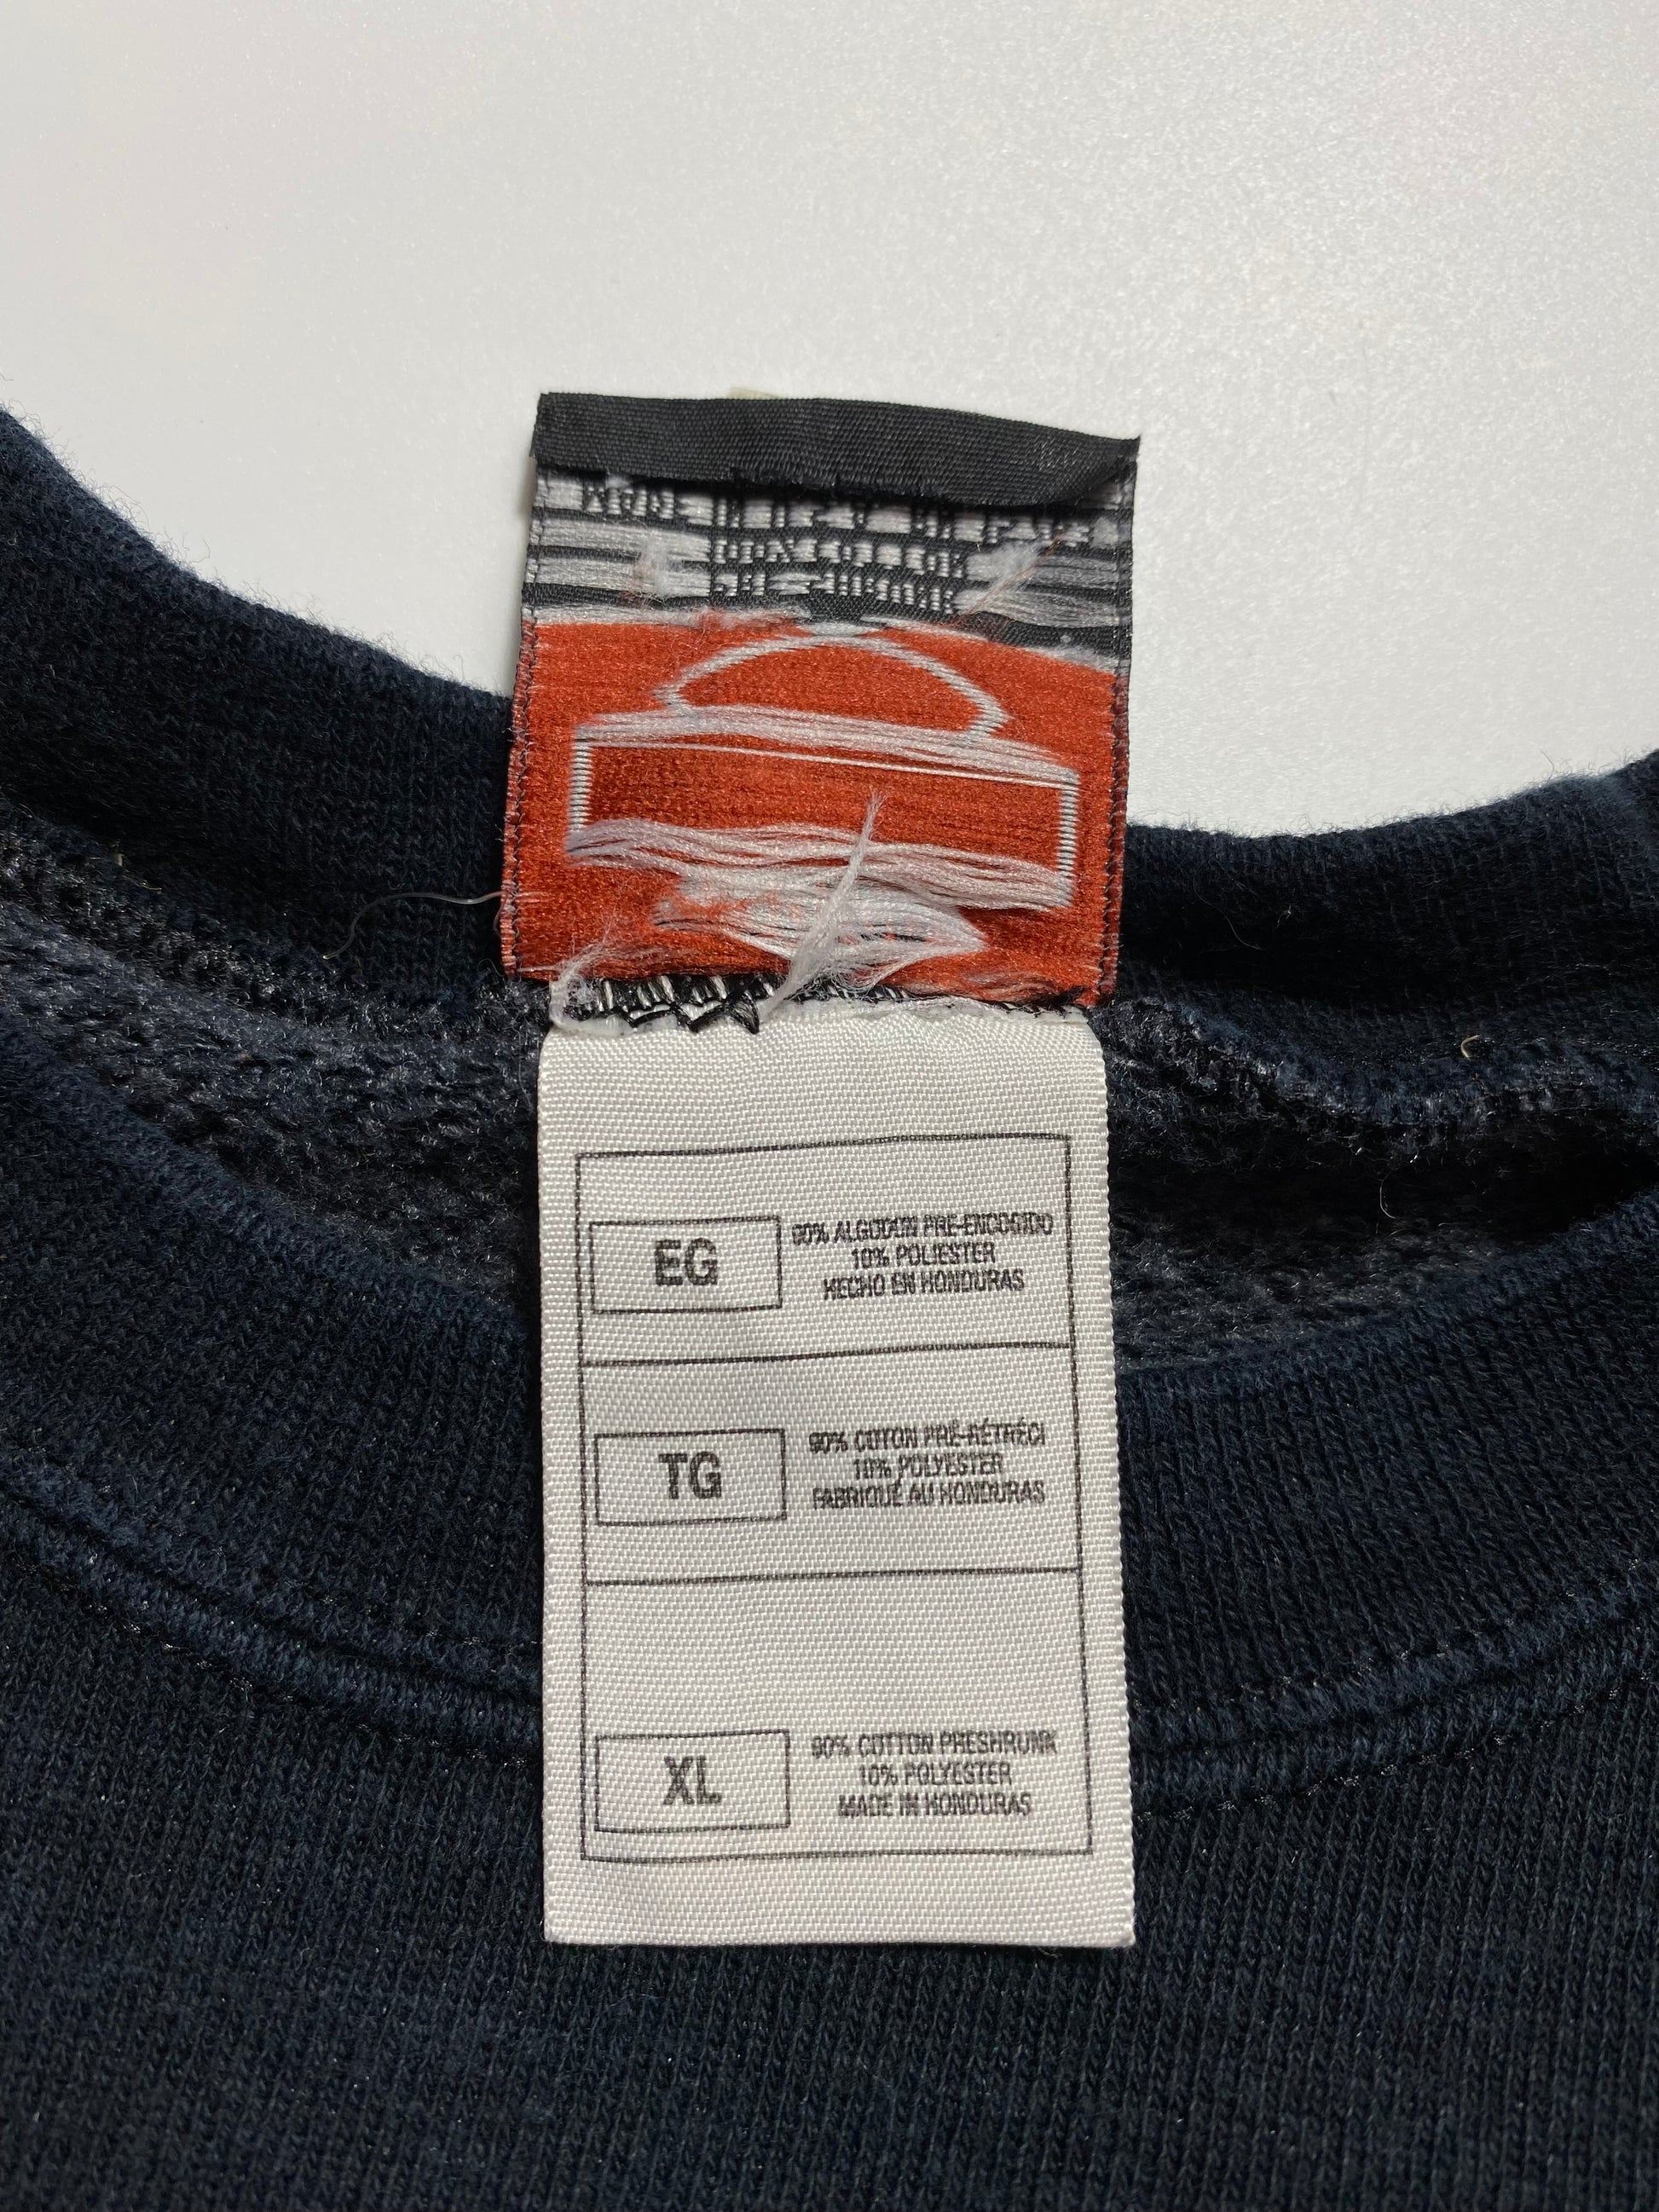 EG
90% ALGODON PRE-ENCOGIDO
10% POLIESTER
HECHO EN HONDURAS
TG
90% COTON PRÉ-RÉTRÉCI
10% POLYESTER
FABRIQUÉ AU HONDURAS
XL
90% COTTON PRESHRUNK
10% POLYESTER
MADE IN HONDURAS